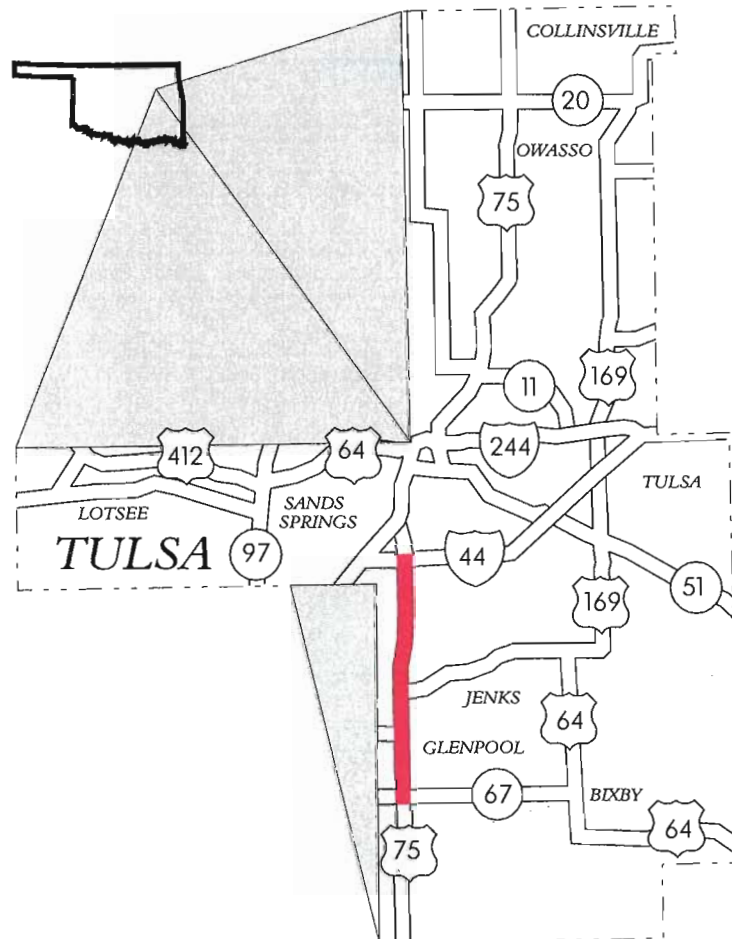 COLLINSVILLE
20
OWASSO
75
169
11
412
64
244
TULSA
LOTSEE
SANDS
SPRINGS
TULSA
97
44
51
169
JENKS
64
GLENPOOL
67
BIXBY
64
75